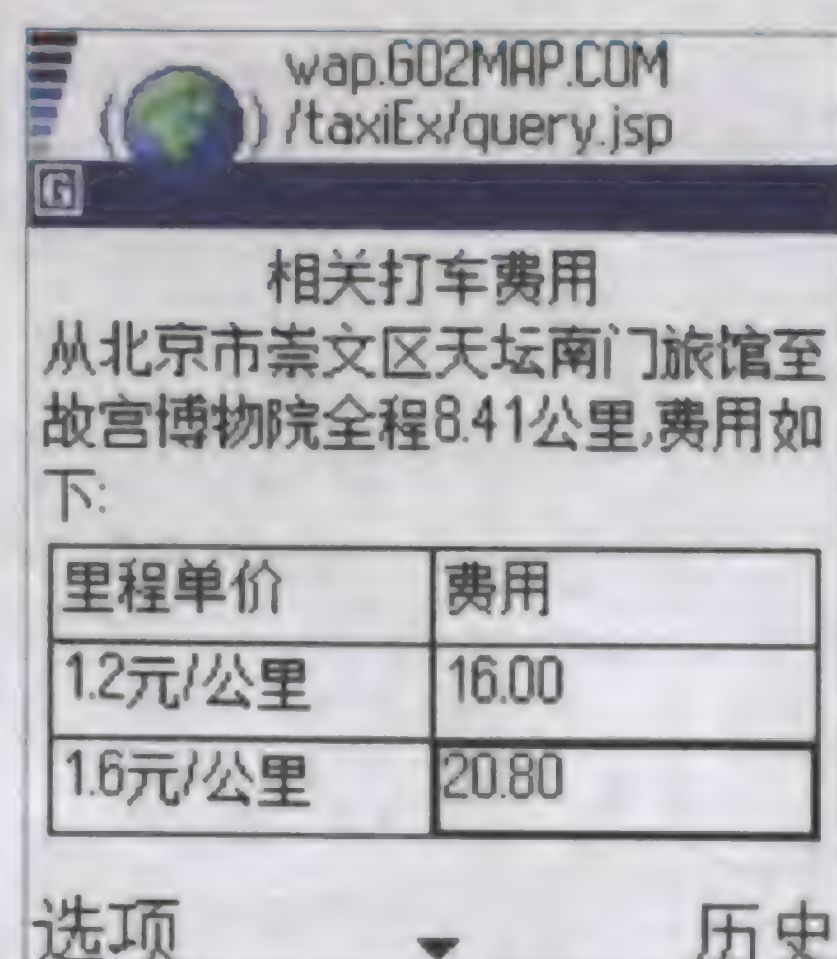 wap.GO2MAP.COM
/taxiEx/query.jsp
G
相关打车费用
从北京市崇文区天坛南门旅馆至
故宫博物院全程8.41公里,费用如
下:
里程单价 费用
1.2元/公里 16.00
1.6元/公里 20.80
选项 历史